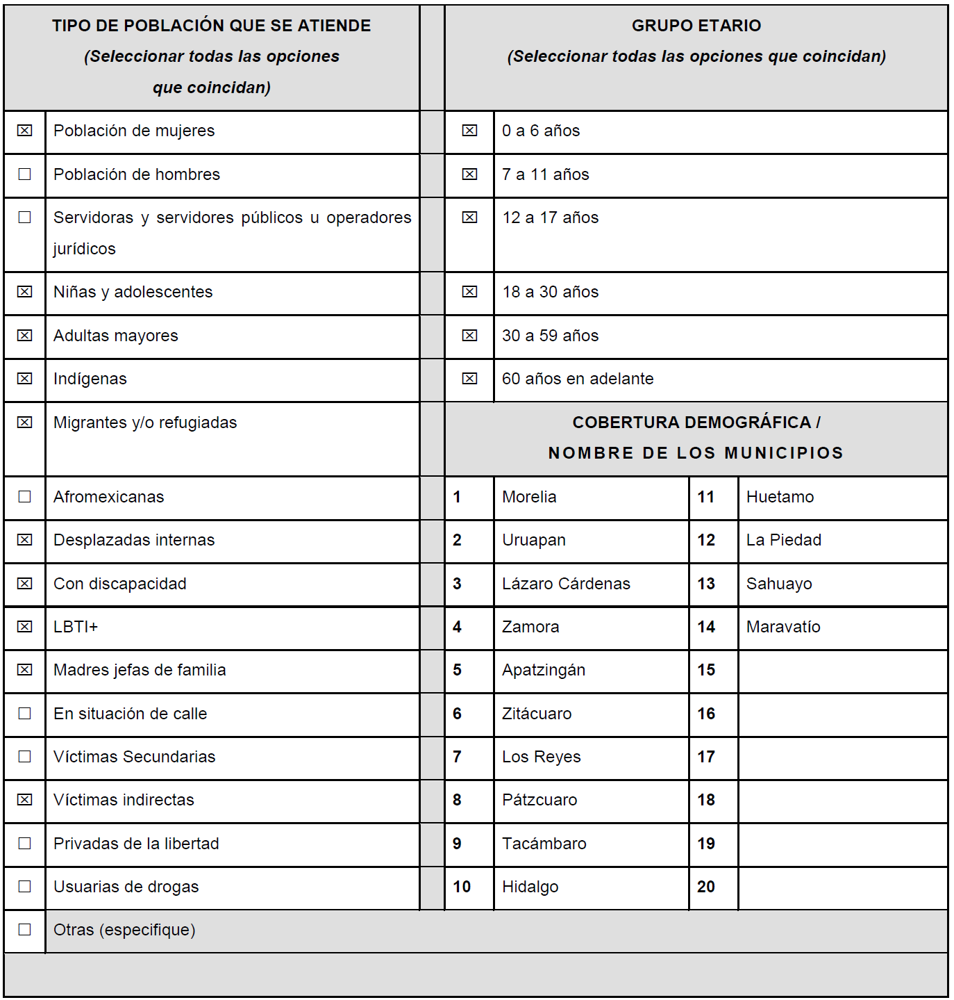 TIPO DE POBLACIÓN QUE SE ATIENDE
(Seleccionar todas las opciones
que coincidan)
GRUPO ETARIO
(Seleccionar todas las opciones que coincidan)
☒ Población de mujeres
☒ 0 a 6 años
☐ Población de hombres
☒ 7 a 11 años
☐ Servidoras y servidores públicos u operadores
jurídicos
☒ 12 a 17 años
☒ Niñas y adolescentes
☒ 18 a 30 años
☒ Adultas mayores
☒ 30 a 59 años
☒ Indígenas
☒ 60 años en adelante
☒ Migrantes y/o refugiadas
COBERTURA DEMOGRÁFICA /
NOMBRE DE LOS MUNICIPIOS
☐ Afromexicanas
1 Morelia 11 Huetamo
☒ Desplazadas internas
2 Uruapan 12 La Piedad
☒ Con discapacidad
3 Lázaro Cárdenas 13 Sahuayo
☒ LBTI+
4 Zamora 14 Maravatío
☒ Madres jefas de familia
5 Apatzingán 15
☐ En situación de calle
6 Zitácuaro 16
☐ Víctimas Secundarias
7 Los Reyes 17
☒ Víctimas indirectas
8 Pátzcuaro 18
☐ Privadas de la libertad
9 Tacámbaro 19
☐ Usuarias de drogas
10 Hidalgo 20
☐ Otras (especifique)